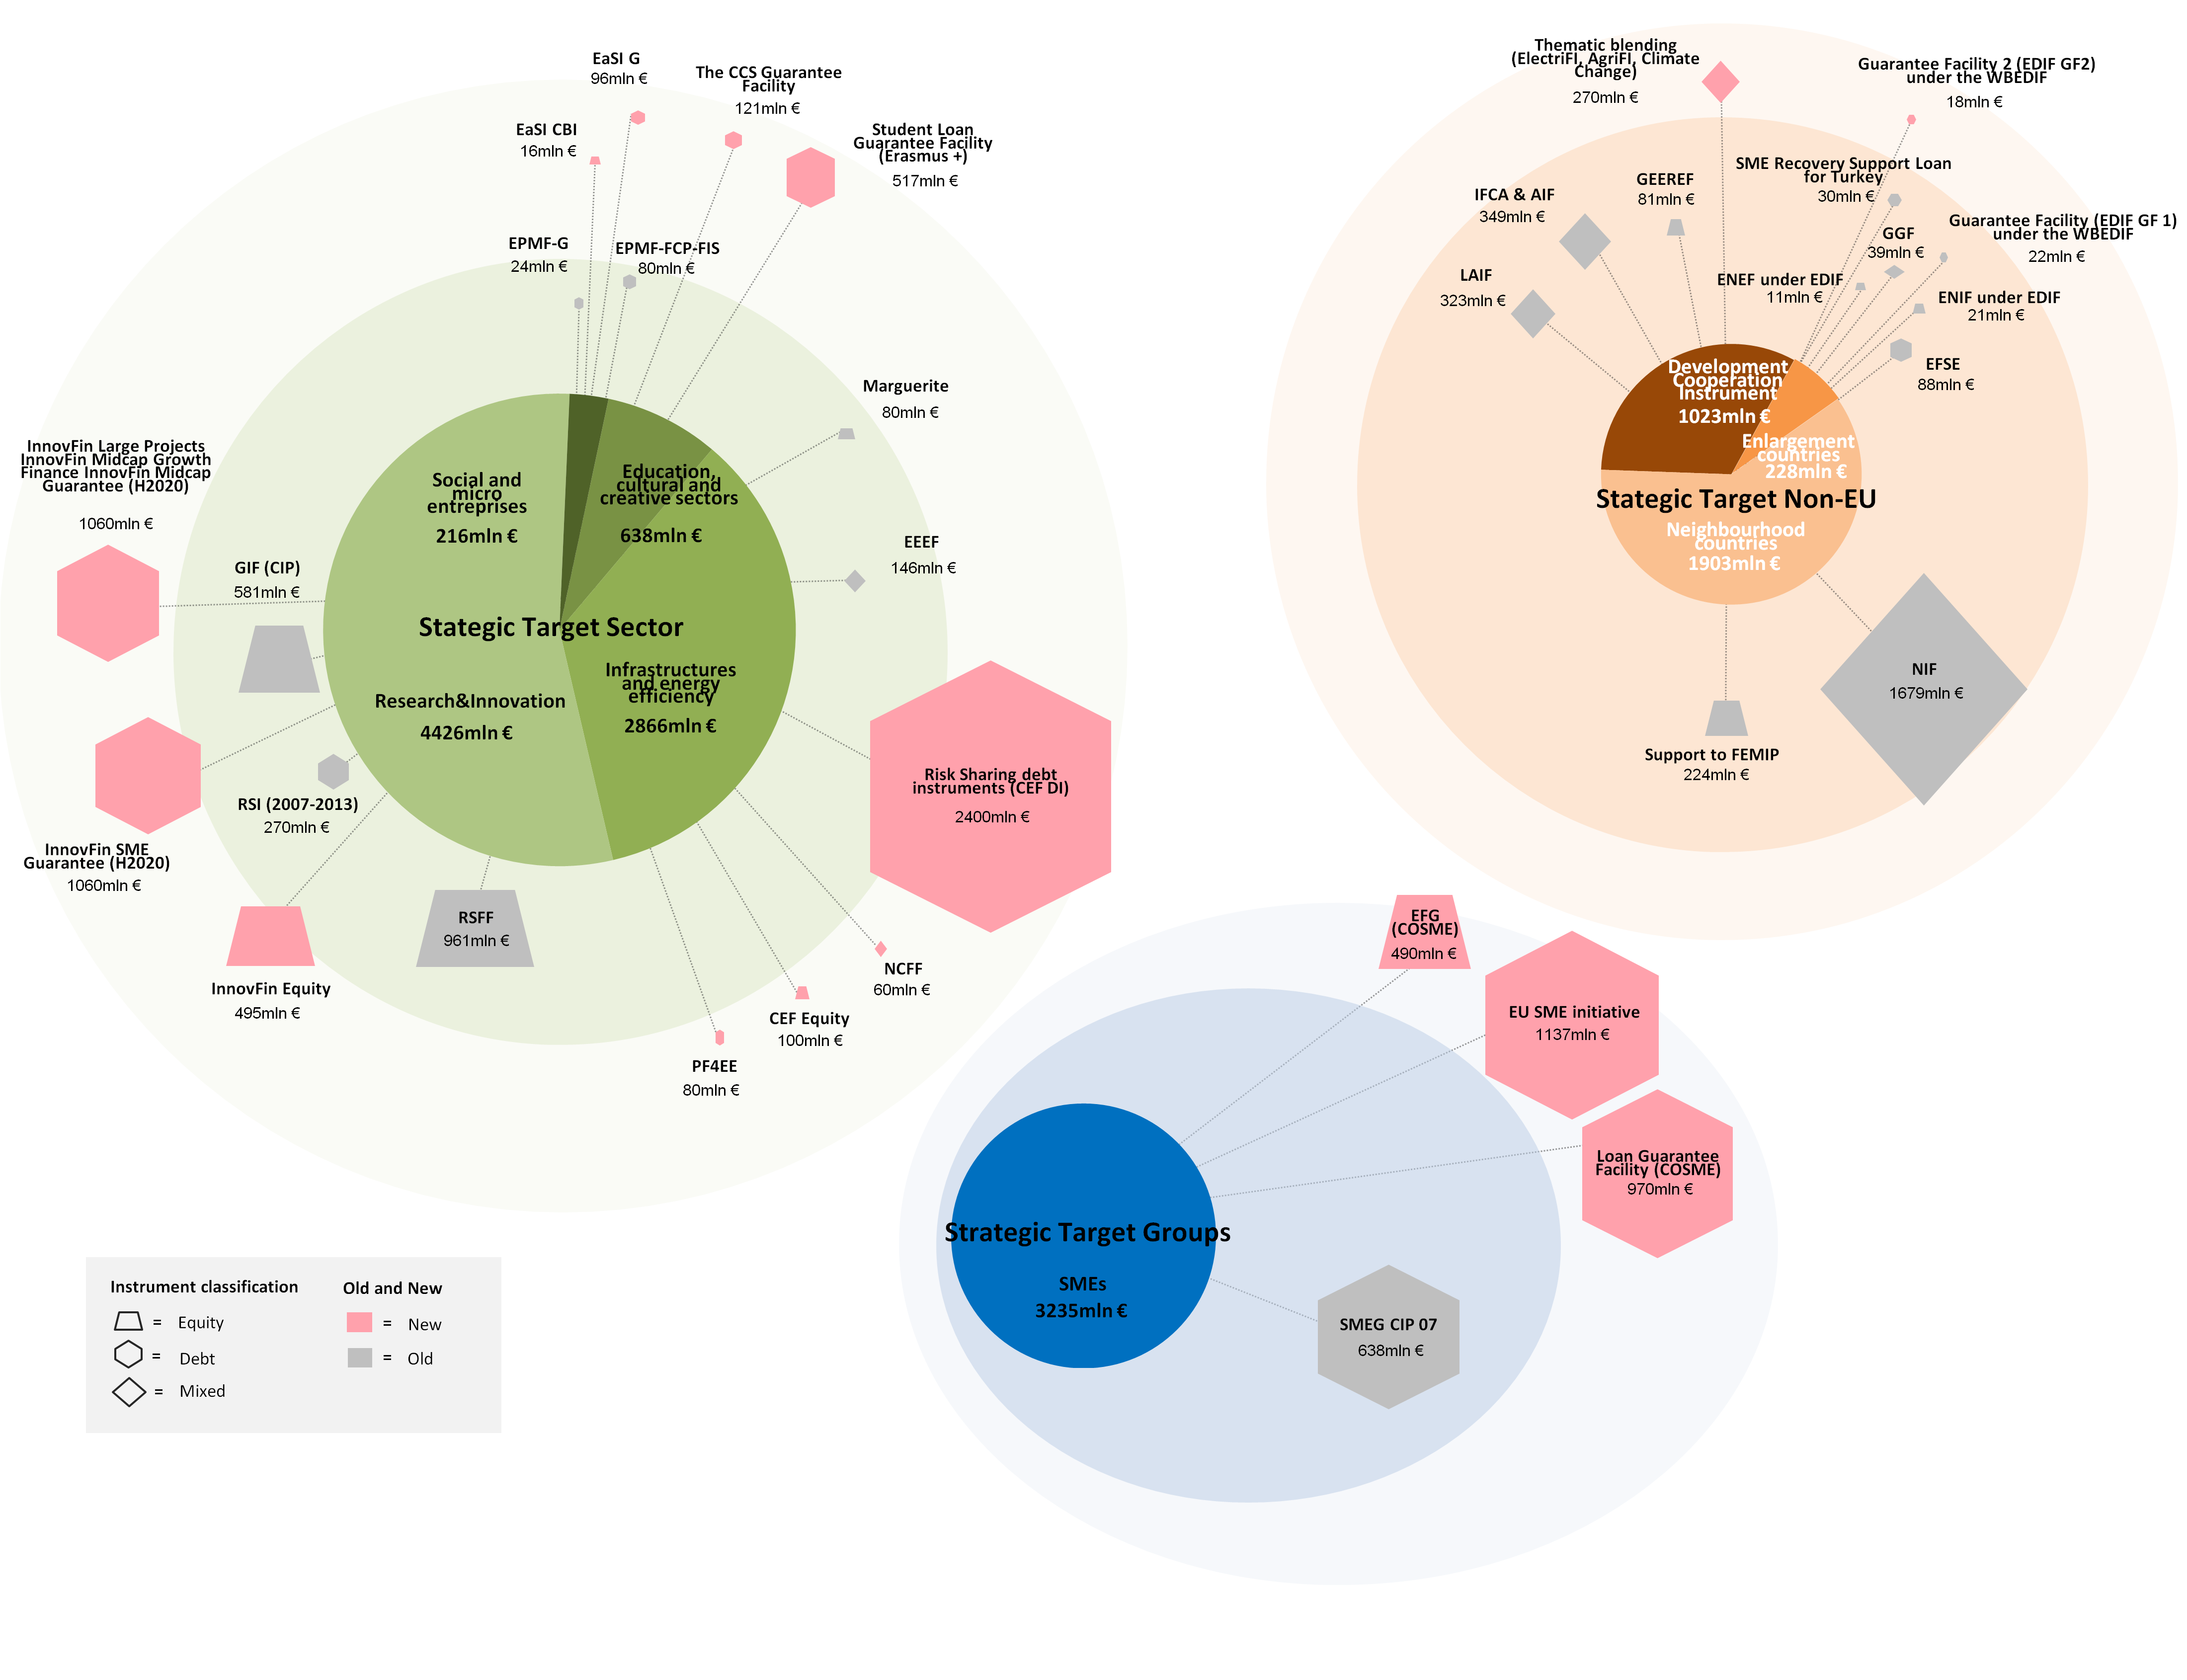 EaSI G
96mln €
The CCS Guarantee
Facility
121mln €
EaSI CBI
16mln €
Student Loan
Guarantee Facility
(Erasmus +)
517mln €
EPMF-G
24mln €
EPMF-FCP-FIS
80mln €
Marguerite
80mln €
InnovFin Large Projects
InnovFin Midcap Growth
Finance InnovFin Midcap
Guarantee (H2020)
1060mln €
Social and
micro
entreprises
216mln €
Education,
cultural and
creative sectors
638mln €
EEEF
146mln €
GIF (CIP)
581mln €
Stategic Target Sector
Infrastructures
and energy
efficiency
2866mln €
Research&Innovation
4426mln €
Risk Sharing debt
instruments (CEF DI)
2400mln €
RSI (2007-2013)
270mln €
InnovFin SME
Guarantee (H2020)
1060mln €
RSFF
961mln €
InnovFin Equity
495mln €
NCFF
60mln €
CEF Equity
100mln €
PF4EE
80mln €
Thematic blending
(ElectriFI, AgriFI, Climate
Change)
270mln €
Guarantee Facility 2 (EDIF GF2)
under the WBEDIF
18mln €
SME Recovery Support Loan
for Turkey
30mln €
GEEREF
81mln €
IFCA & AIF
349mln €
Guarantee Facility (EDIF GF 1)
under the WBEDIF
22mln €
GGF
39mln €
LAIF
323mln €
ENEF under EDIF
11mln €
ENIF under EDIF
21mln €
EFSE
88mln €
Development
Cooperation
Instrument
1023mln €
Enlargement
countries
228mln €
Stategic Target Non-EU
Neighbourhood
countries
1903mln €
NIF
1679mln €
Support to FEMIP
224mln €
EFG
(COSME)
490mln €
EU SME initiative
1137mln €
Loan Guarantee
Facility (COSME)
970mln €
Strategic Target Groups
SMEs
3235mln €
SMEG CIP 07
638mln €
Instrument classification
= Equity
= Debt
= Mixed
Old and New
= New
= Old